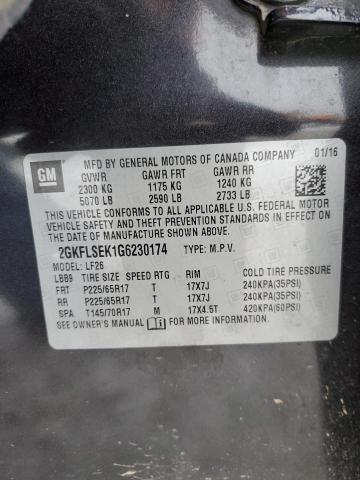 GM
MFD BY GENERAL MOTORS OF CANADA COMPANY 01/16
GVWR GAWR FRT GAWR RR
2300 KG 1175 KG 1240 KG
5070 LB 2590 LB 2733 LB
THIS VEHICLE CONFORMS TO ALL APPLICABLE U.S. FEDERAL MOTOR
VEHICLE SAFETY AND THEFT PREVENTION STANDARDS IN EFFECT ON THE
DATE OF MANUFACTURE SHOWN ABOVE.
2GKFLSEK1G6230174 TYPE: M.P.V.
MODEL: LF26
LBB9 TIRE SIZE SPEED RTG RIM COLD TIRE PRESSURE
FRT P225/65R17 T 17X7J 240KPA(35PSI)
RR P225/65R17 T 17X7J 240KPA(35PSI)
SPA T145/70R17 M 17X4.5T 420KPA(60PSI)
SEE OWNER'S MANUAL FOR MORE INFORMATION.